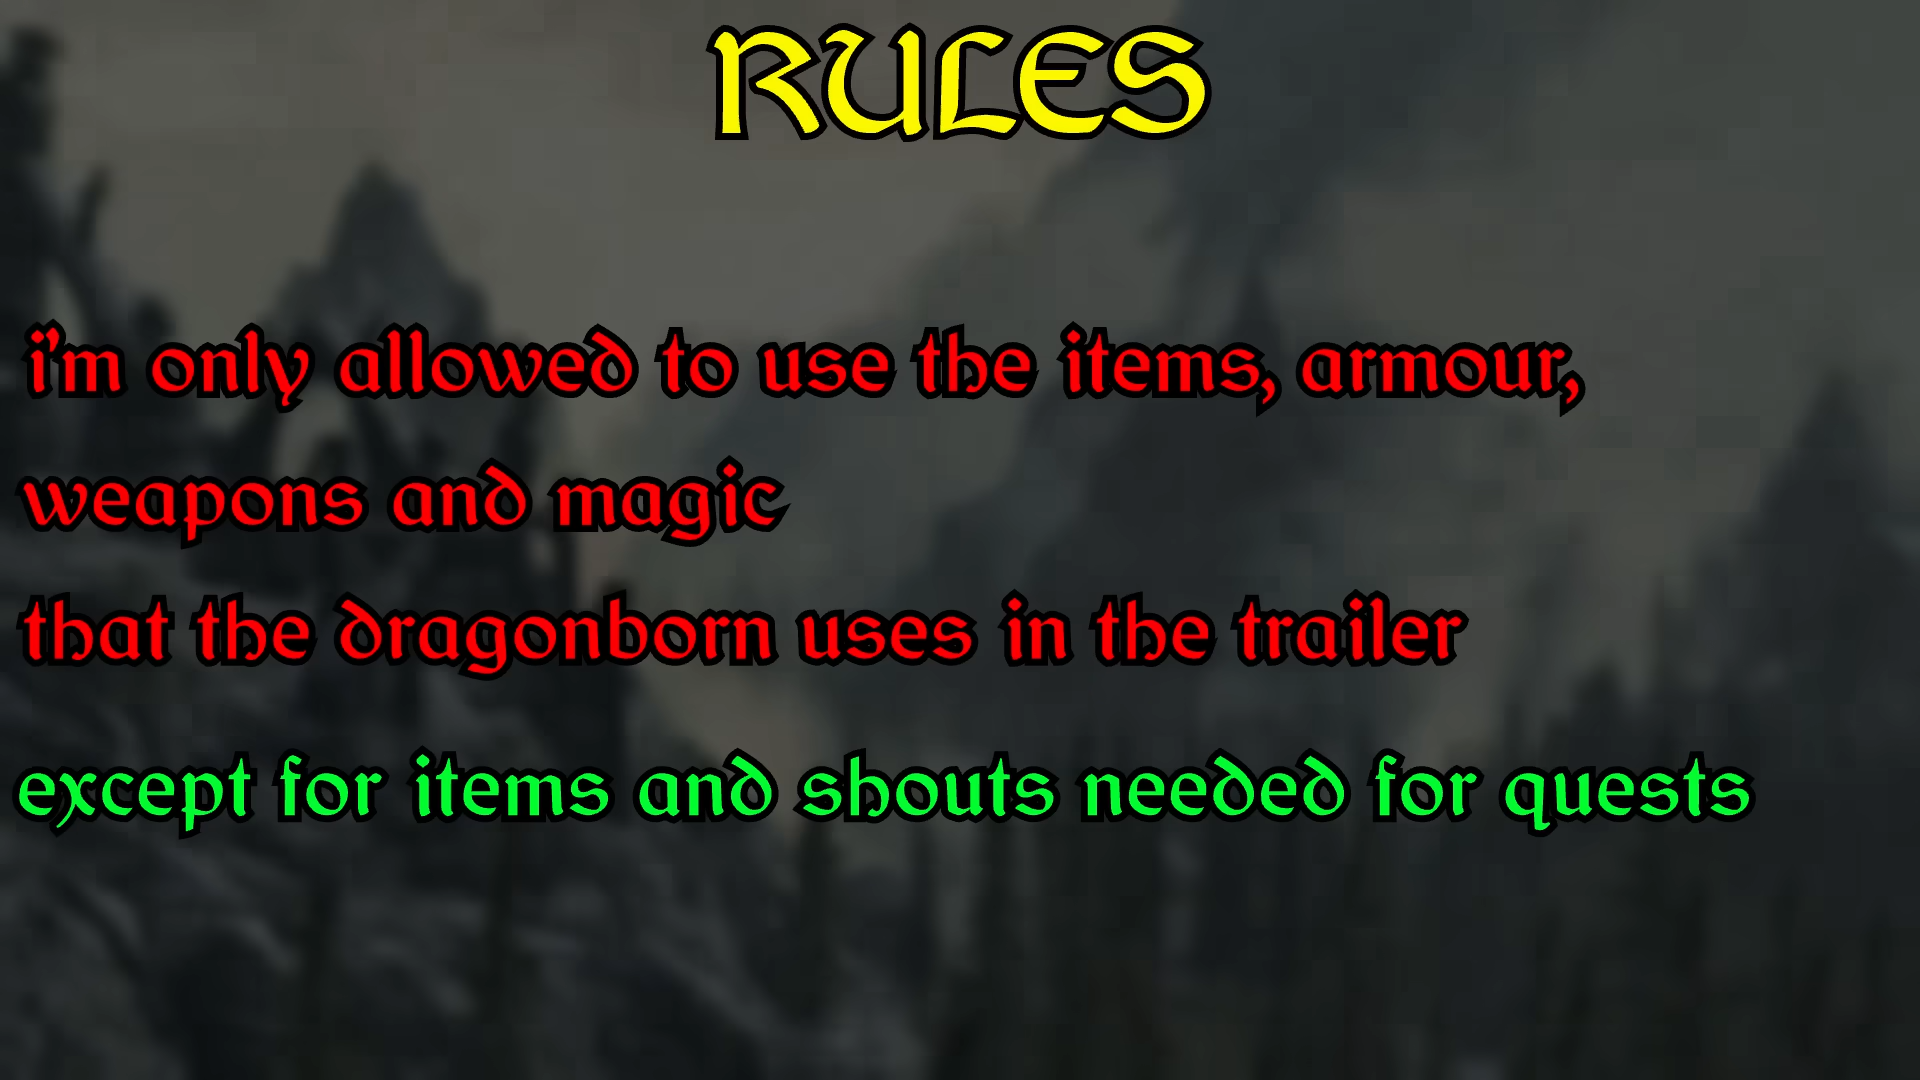 RULES
i'm only allowed to use the items, armour,
weapons and magic
that the dragonborn uses in the trailer
except for items and shouts needed for quests